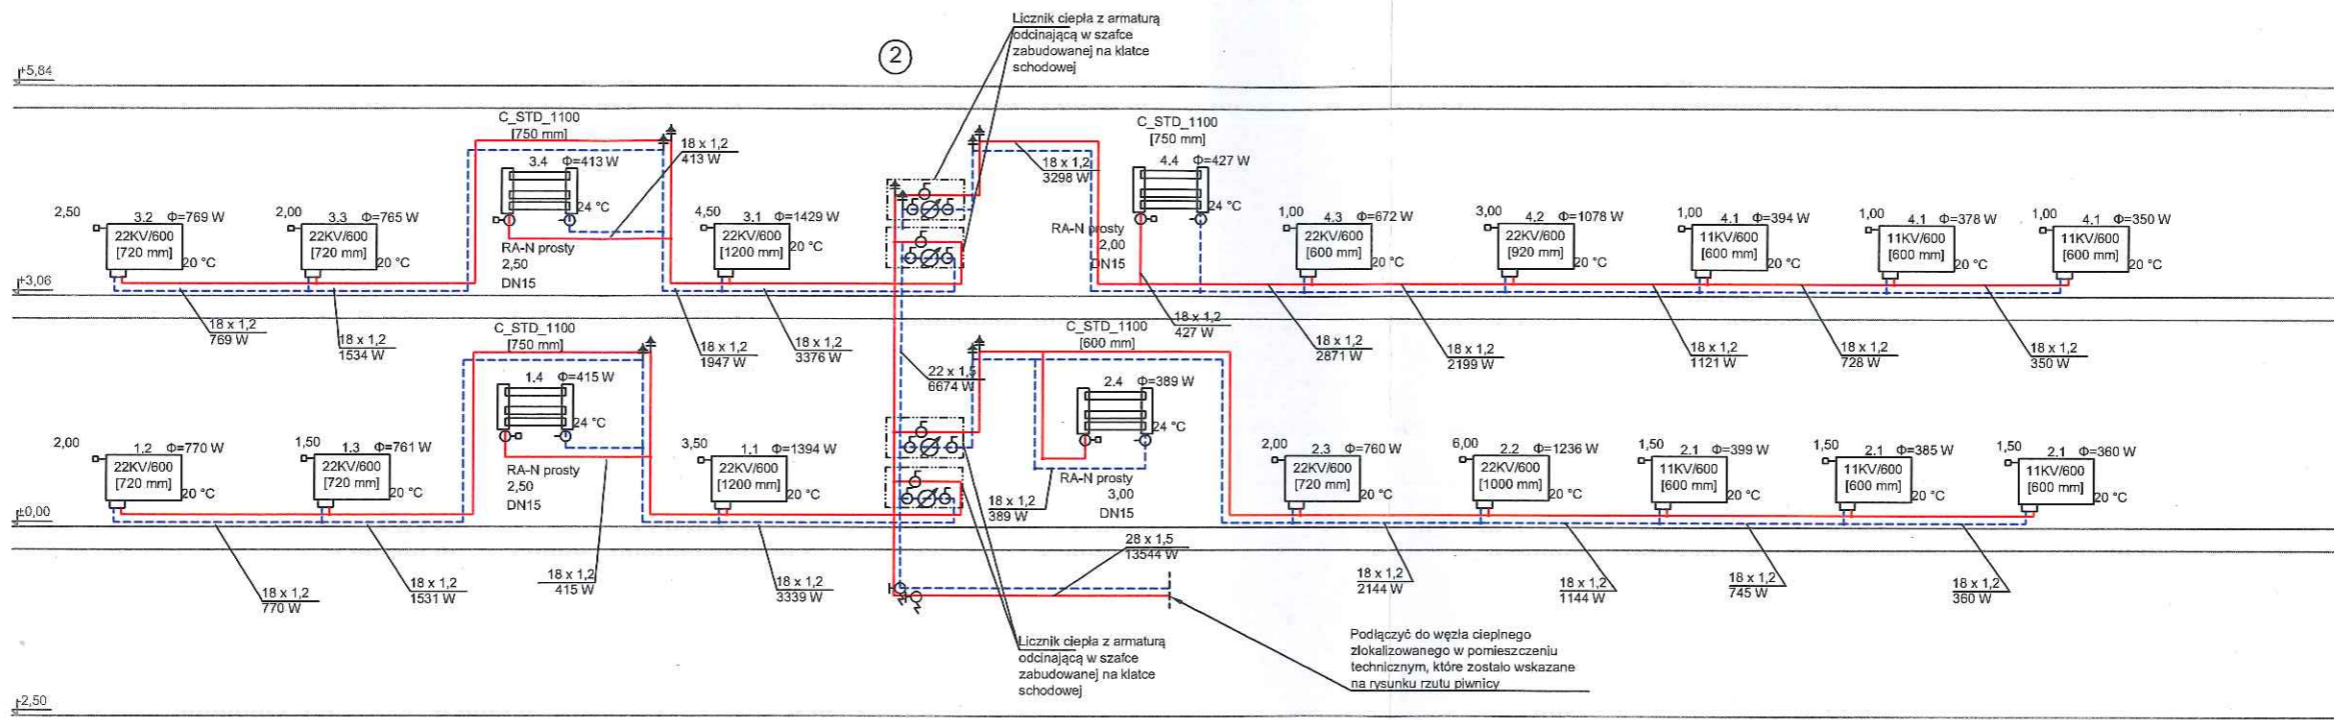 Licznik ciepła z armaturą
odcinającą w szafce
zabudowanej na klatce
schodowej
2
+5,84
C_STD_1100
[750 mm]
3.4 Φ=413 W
24 °C
18 x 1,2
413 W
RA-N prosty
2,50
DN15
2,50
3.2 Φ=769 W
22KV/600
[720 mm]
20 °C
2,00
3.3 Φ=765 W
22KV/600
[720 mm]
20 °C
4,50
3.1 Φ=1429 W
22KV/600
[1200 mm]
20 °C
18 x 1,2
3298 W
C_STD_1100
[750 mm]
4.4 Φ=427 W
24 °C
RA-N prosty
2,00
DN15
1,00
4.3 Φ=672 W
22KV/600
[600 mm]
20 °C
3,00
4.2 Φ=1078 W
22KV/600
[920 mm]
20 °C
1,00
4.1 Φ=394 W
11KV/600
[600 mm]
20 °C
1,00
4.1 Φ=378 W
11KV/600
[600 mm]
20 °C
1,00
4.1 Φ=350 W
11KV/600
[600 mm]
20 °C
+3,06
18 x 1,2
769 W
18 x 1,2
1534 W
18 x 1,2
1947 W
18 x 1,2
3376 W
18 x 1,2
427 W
18 x 1,2
2871 W
18 x 1,2
2199 W
18 x 1,2
1121 W
18 x 1,2
728 W
18 x 1,2
350 W
C_STD_1100
[750 mm]
1.4 Φ=415 W
24 °C
RA-N prosty
2,50
DN15
22 x 1,5
6674 W
C_STD_1100
[600 mm]
2.4 Φ=389 W
24 °C
RA-N prosty
3,00
DN15
18 x 1,2
389 W
2,00
1.2 Φ=770 W
22KV/600
[720 mm]
20 °C
1,50
1.3 Φ=761 W
22KV/600
[720 mm]
20 °C
3,50
1.1 Φ=1394 W
22KV/600
[1200 mm]
20 °C
2,00
2.3 Φ=760 W
22KV/600
[720 mm]
20 °C
6,00
2.2 Φ=1236 W
22KV/600
[1000 mm]
20 °C
1,50
2.1 Φ=399 W
11KV/600
[600 mm]
20 °C
1,50
2.1 Φ=385 W
11KV/600
[600 mm]
20 °C
1,50
2.1 Φ=360 W
11KV/600
[600 mm]
20 °C
±0,00
18 x 1,2
770 W
18 x 1,2
1531 W
18 x 1,2
415 W
18 x 1,2
3339 W
28 x 1,5
13544 W
18 x 1,2
2144 W
18 x 1,2
1144 W
18 x 1,2
745 W
18 x 1,2
360 W
Licznik ciepła z armaturą
odcinającą w szafce
zabudowanej na klatce
schodowej
Podłączyć do węzła cieplnego
zlokalizowanego w pomieszczeniu
technicznym, które zostało wskazane
na rysunku rzutu piwnicy
-2,50